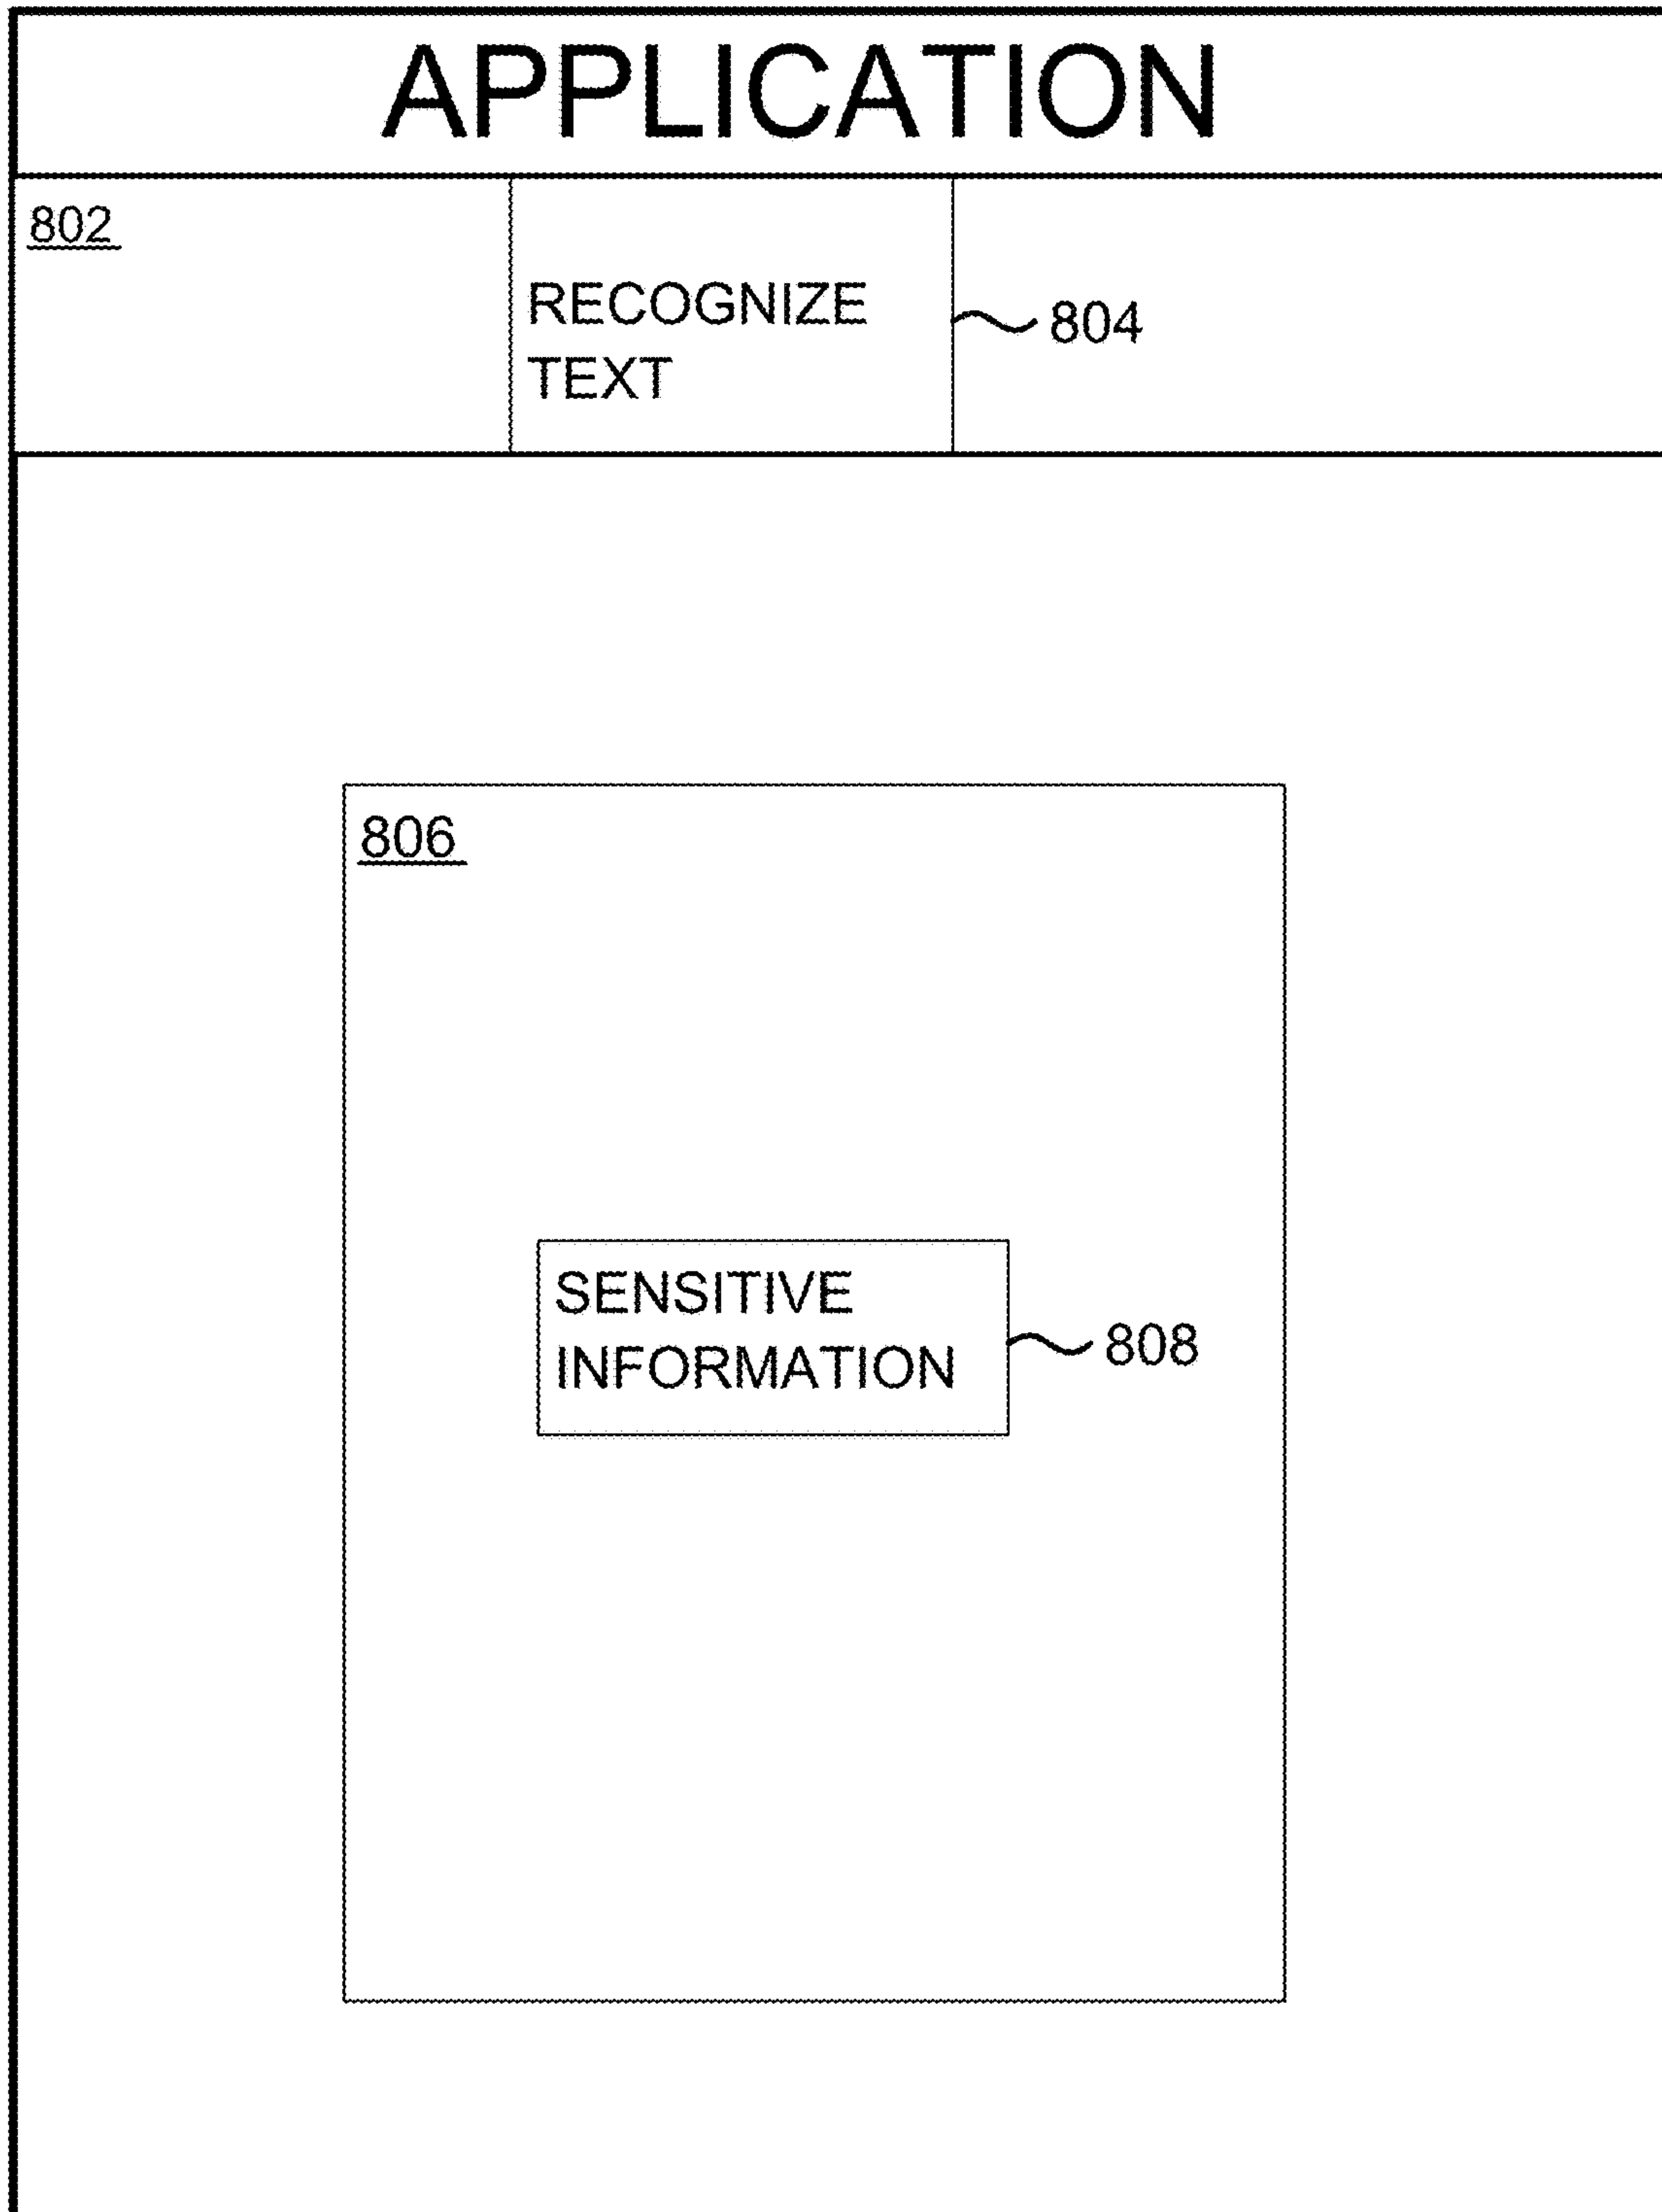 APPLICATION
802
RECOGNIZE
TEXT
804
806
SENSITIVE
INFORMATION
808